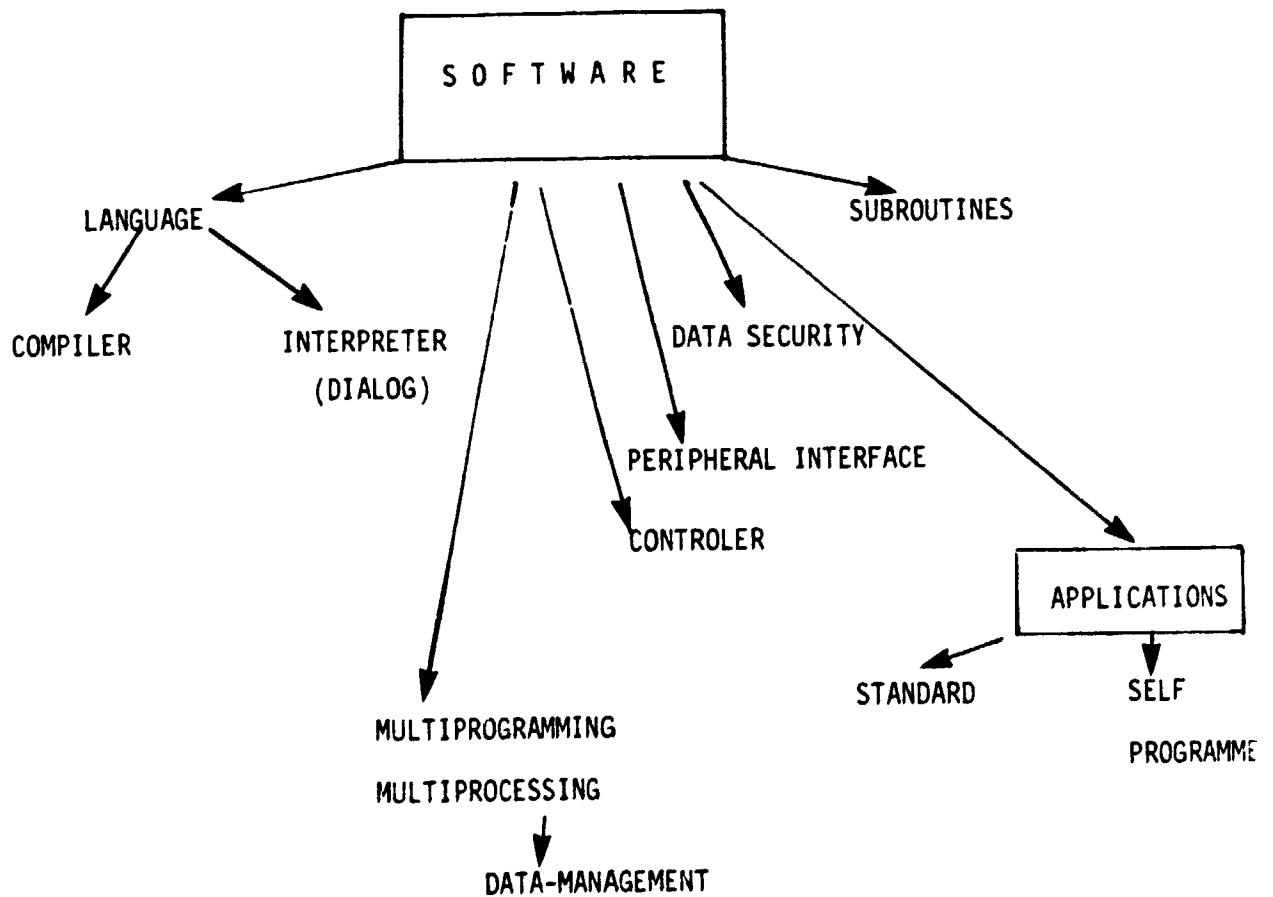 SOFTWARE
LANGUAGE
SUBROUTINES
COMPILER
INTERPRETER
(DIALOG)
DATA SECURITY
PERIPHERAL INTERFACE
CONTROLER
APPLICATIONS
STANDARD
SELF
PROGRAMME
MULTIPROGRAMMING
MULTIPROCESSING
DATA-MANAGEMENT